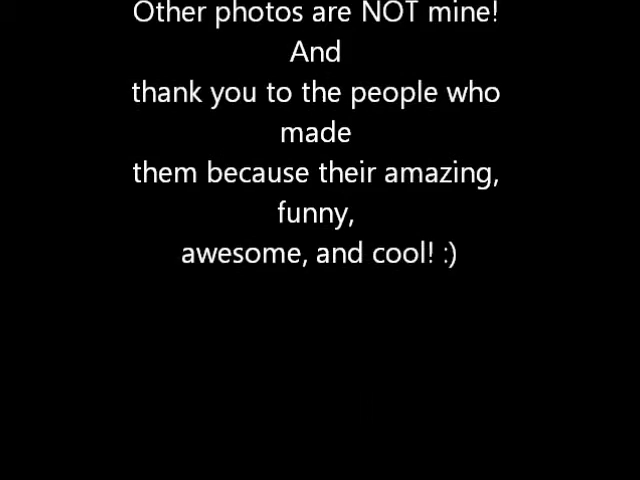 Other photos are NOT mine!
And
thank you to the people who
made
them because their amazing,
funny,
awesome, and cool! :)